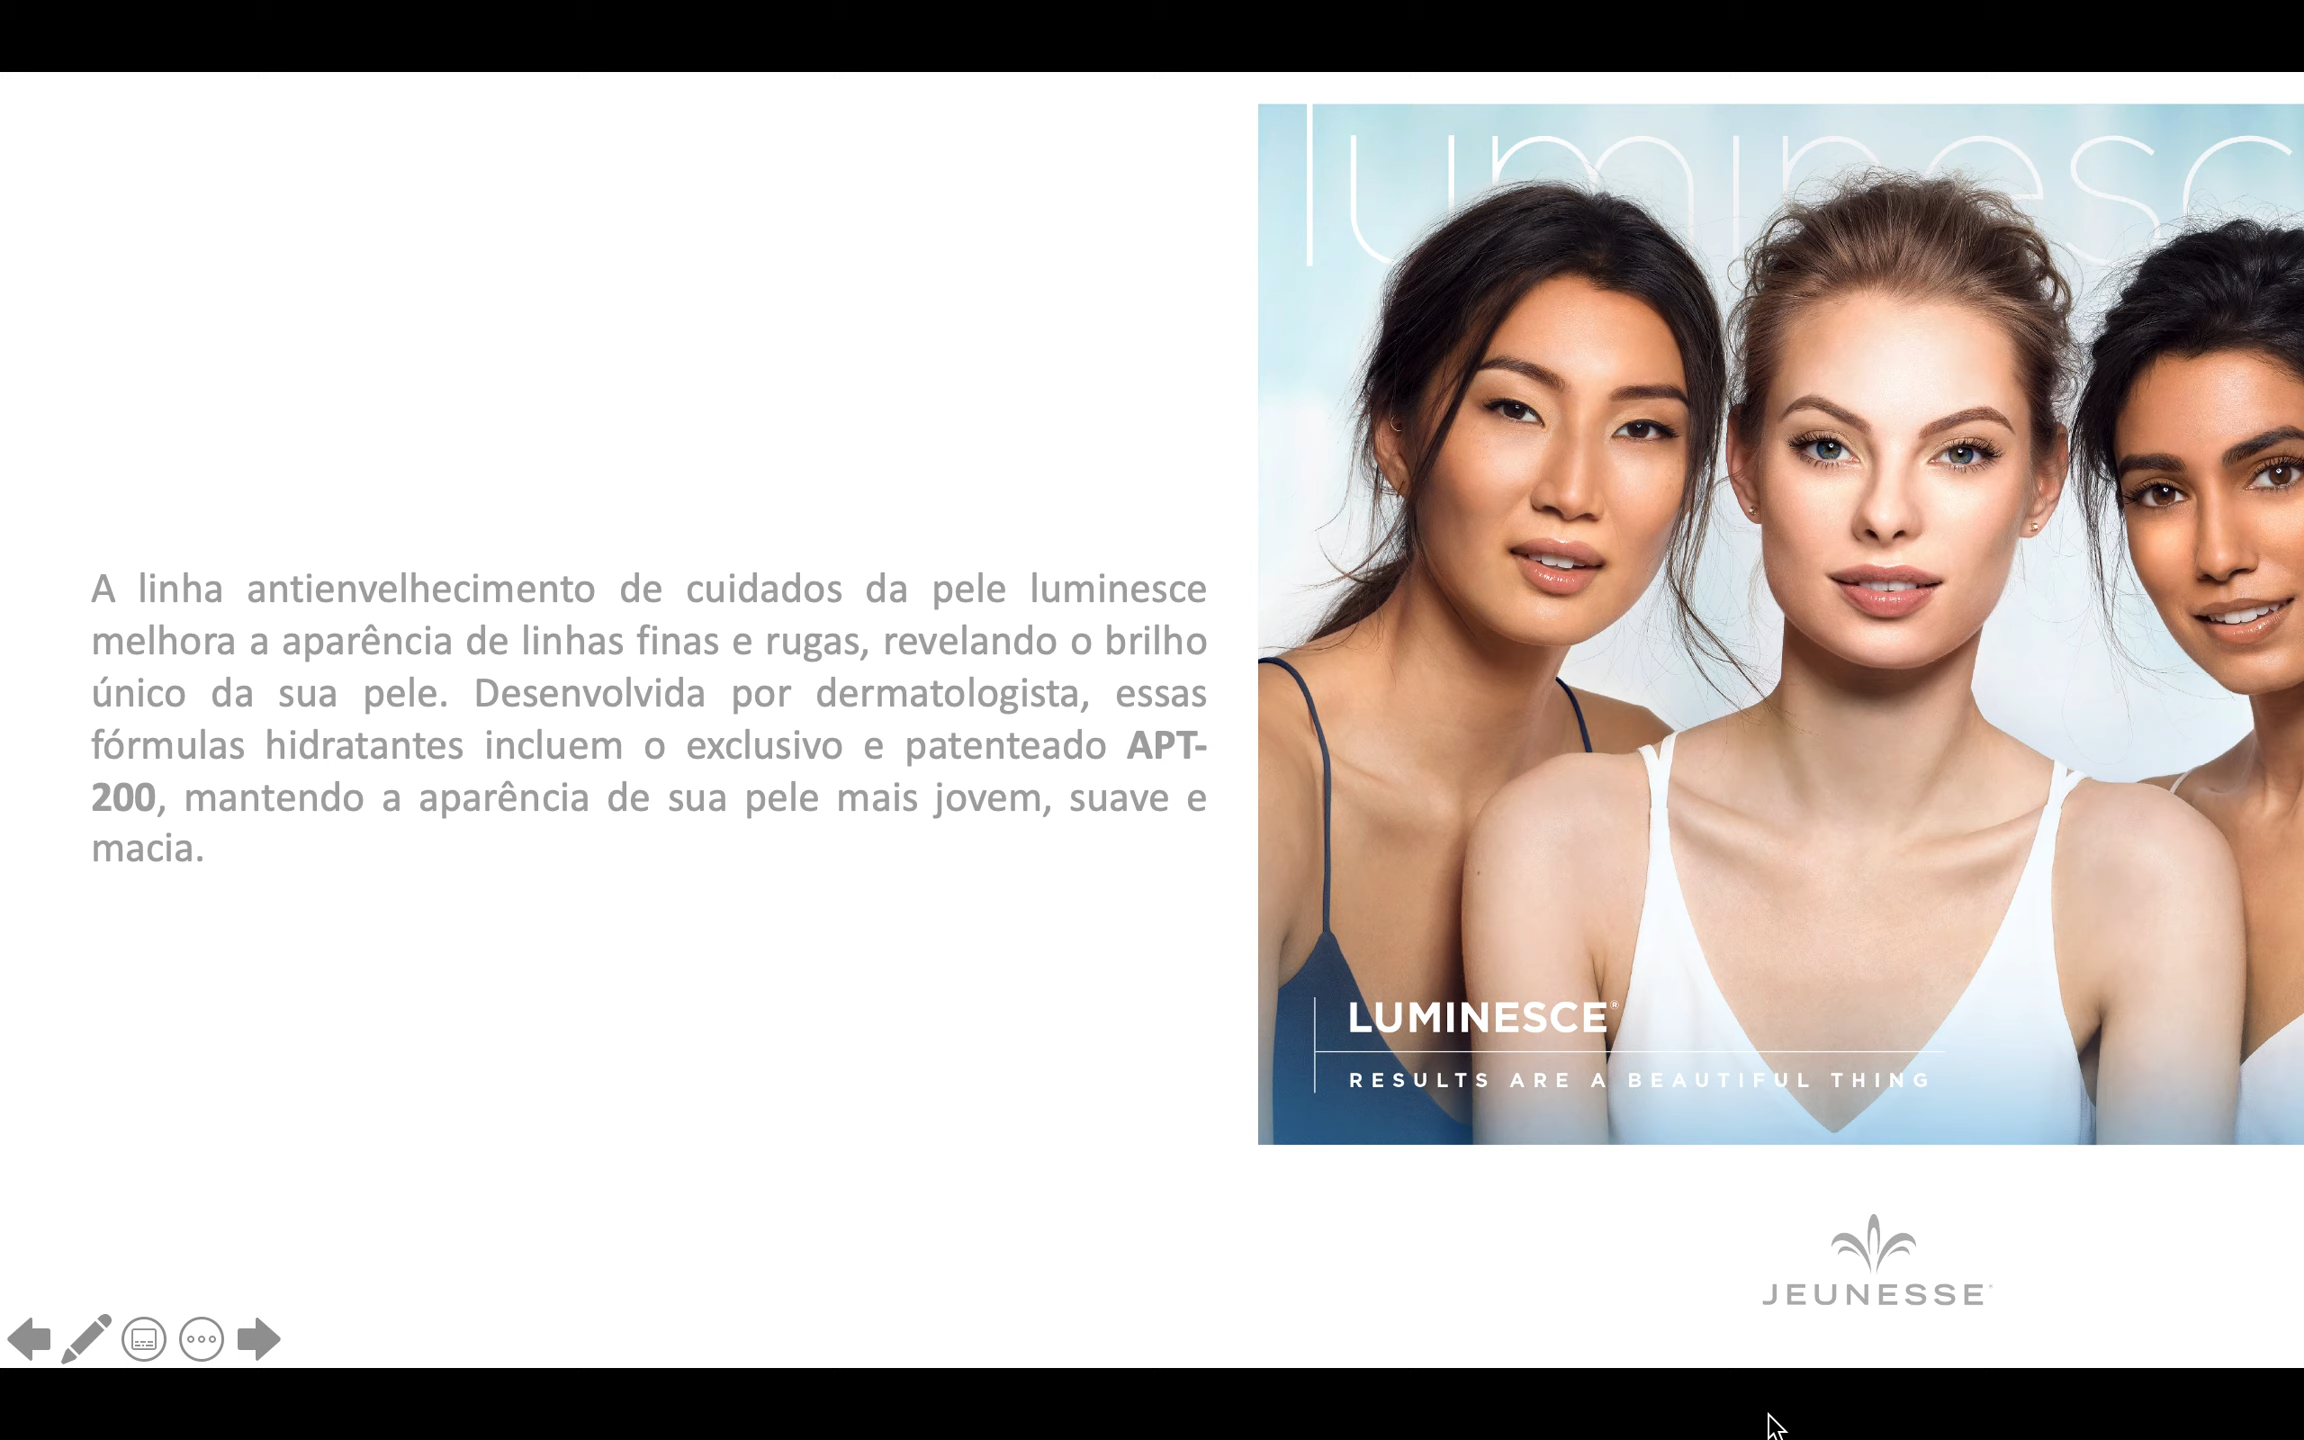 A linha antienvelhecimento de cuidados da pele luminesce
melhora a aparência de linhas finas e rugas, revelando o brilho
único da sua pele. Desenvolvida por dermatologista, essas
fórmulas hidratantes incluem o exclusivo e patenteado APT-
200, mantendo a aparência de sua pele mais jovem, suave e
macia.
luminesc
LUMINESCE®
RESULTS ARE A BEAUTIFUL THING
JEUNESSE